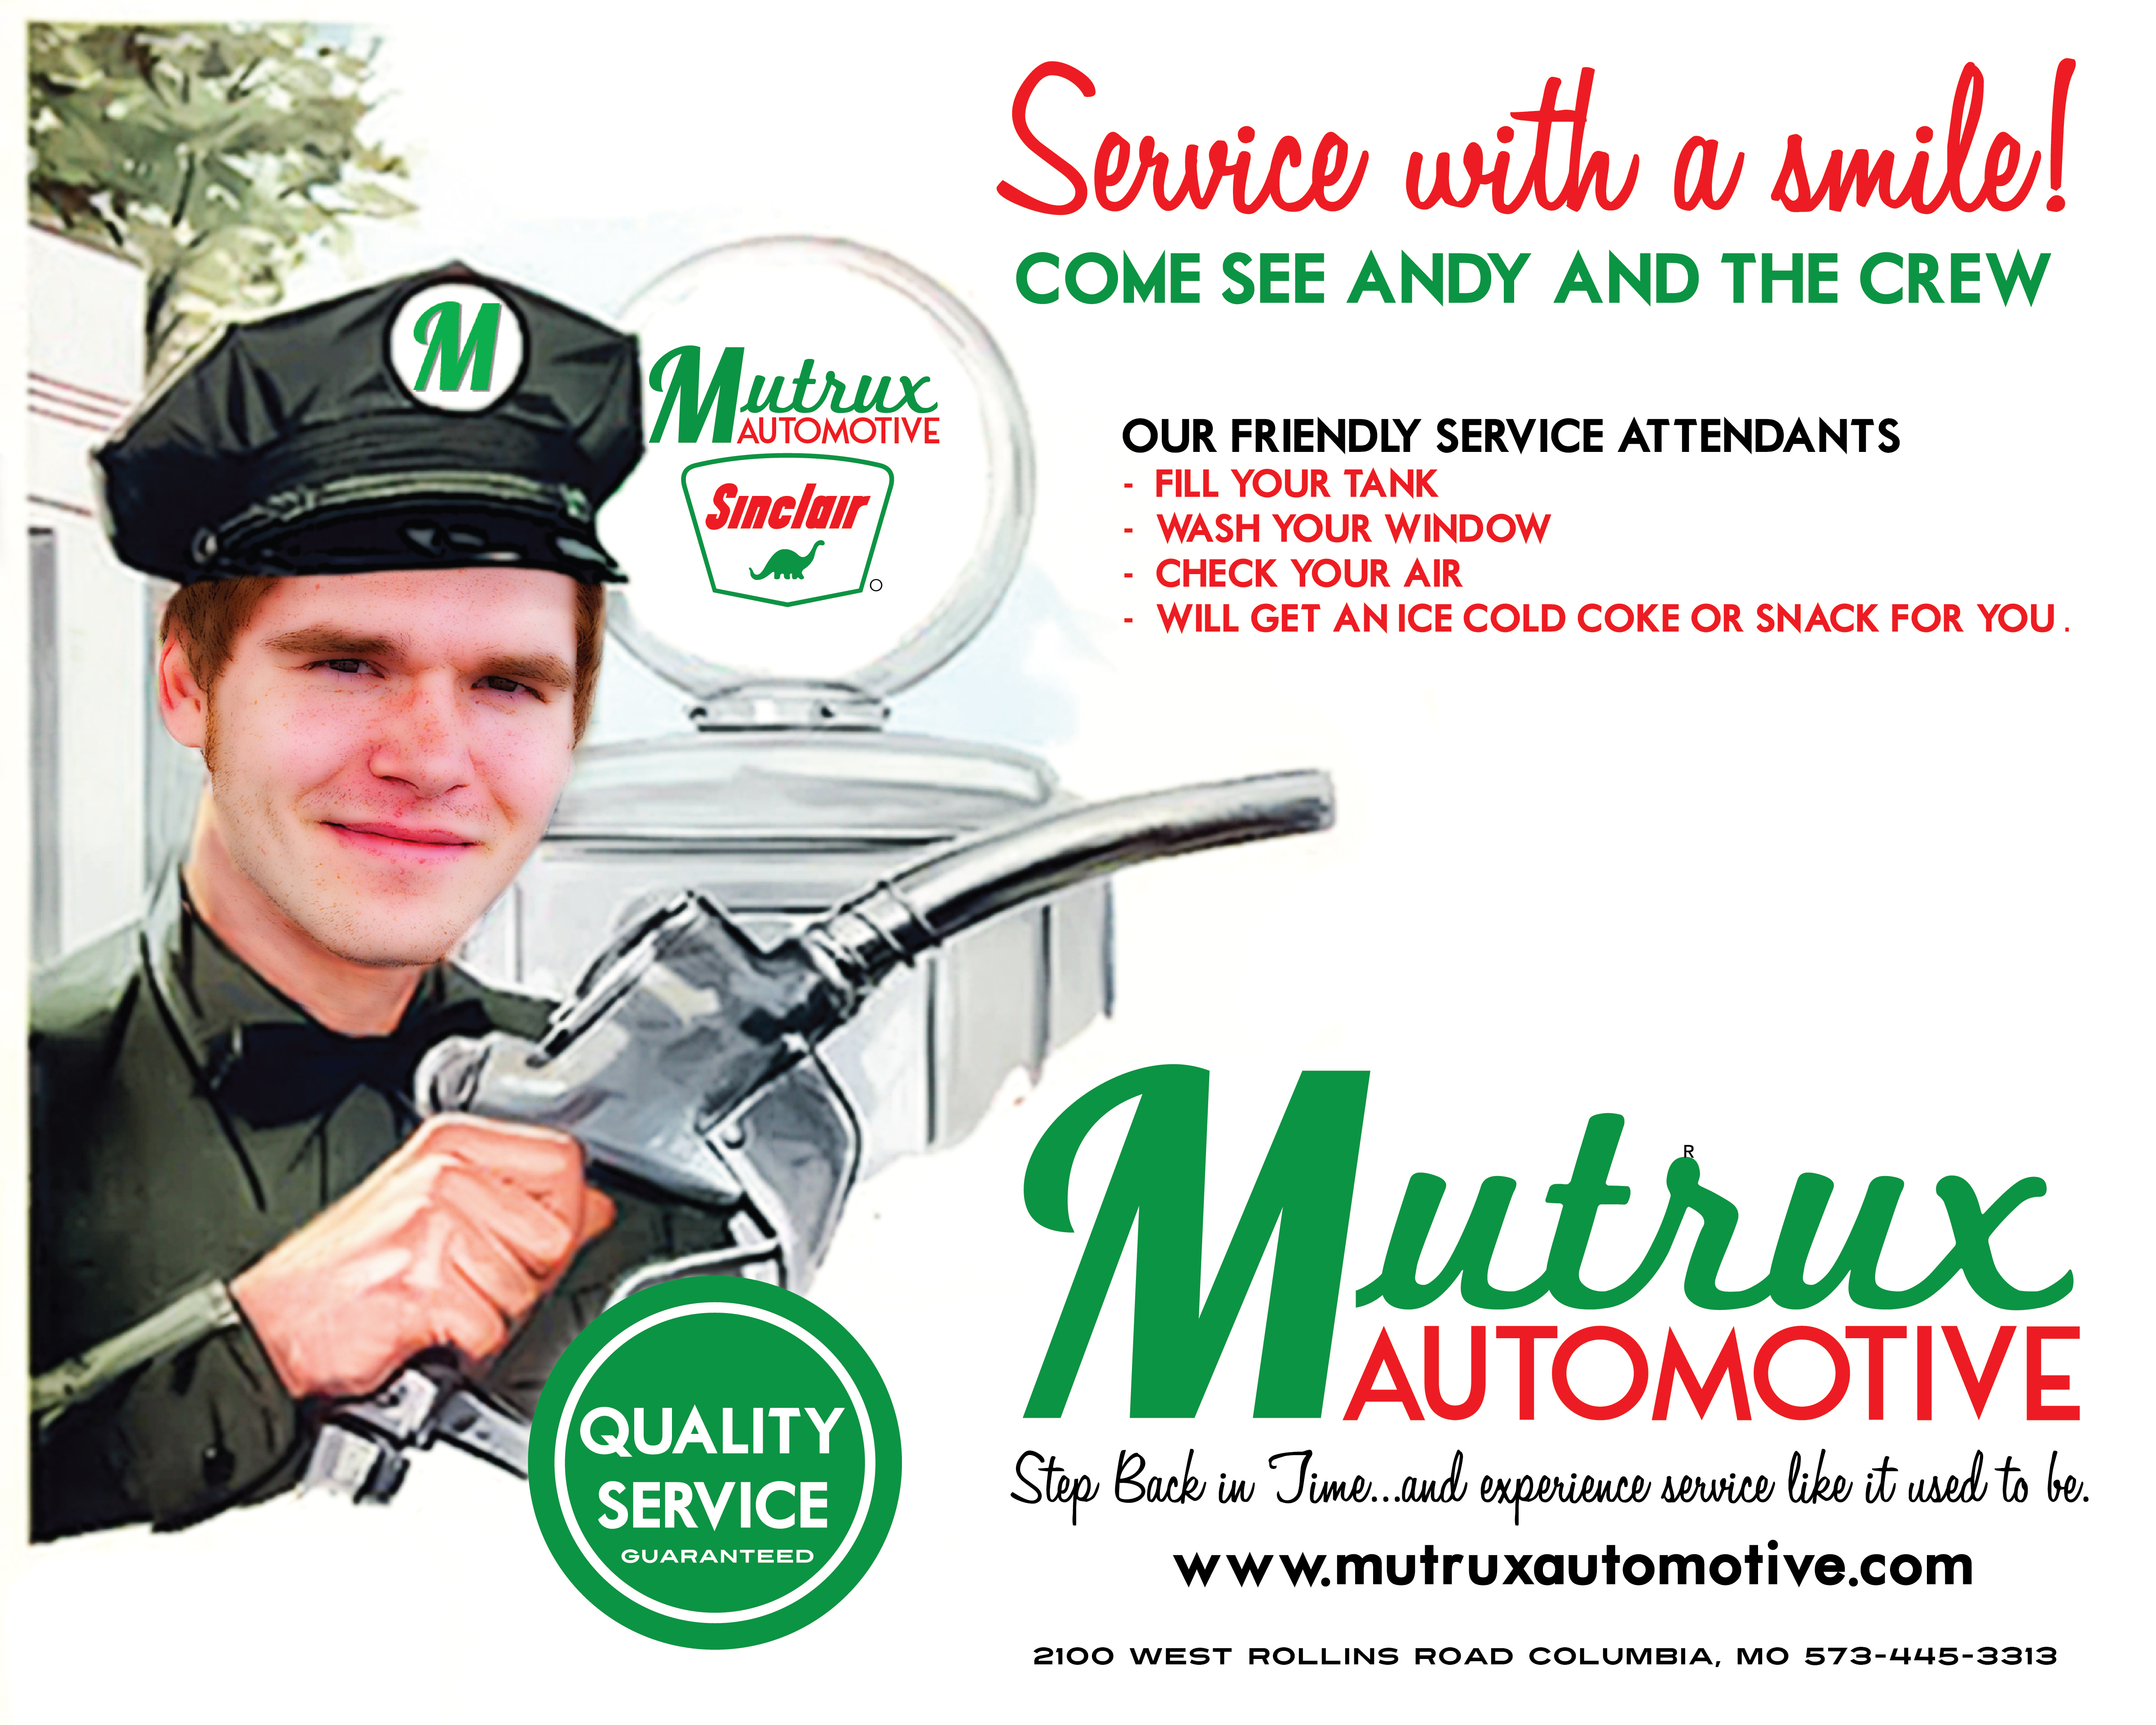 Service with a smile!
COME SEE ANDY AND THE CREW
M
Mutrux
AUTOMOTIVE
Sinclair
OUR FRIENDLY SERVICE ATTENDANTS
- FILL YOUR TANK
- WASH YOUR WINDOW
- CHECK YOUR AIR
- WILL GET AN ICE COLD COKE OR SNACK FOR YOU.
Mutrux
R
AUTOMOTIVE
Step Back in Time...and experience service like it used to be.
www.mutruxautomotive.com
QUALITY
SERVICE
GUARANTEED
2100 WEST ROLLINS ROAD COLUMBIA, MO 573-445-3313